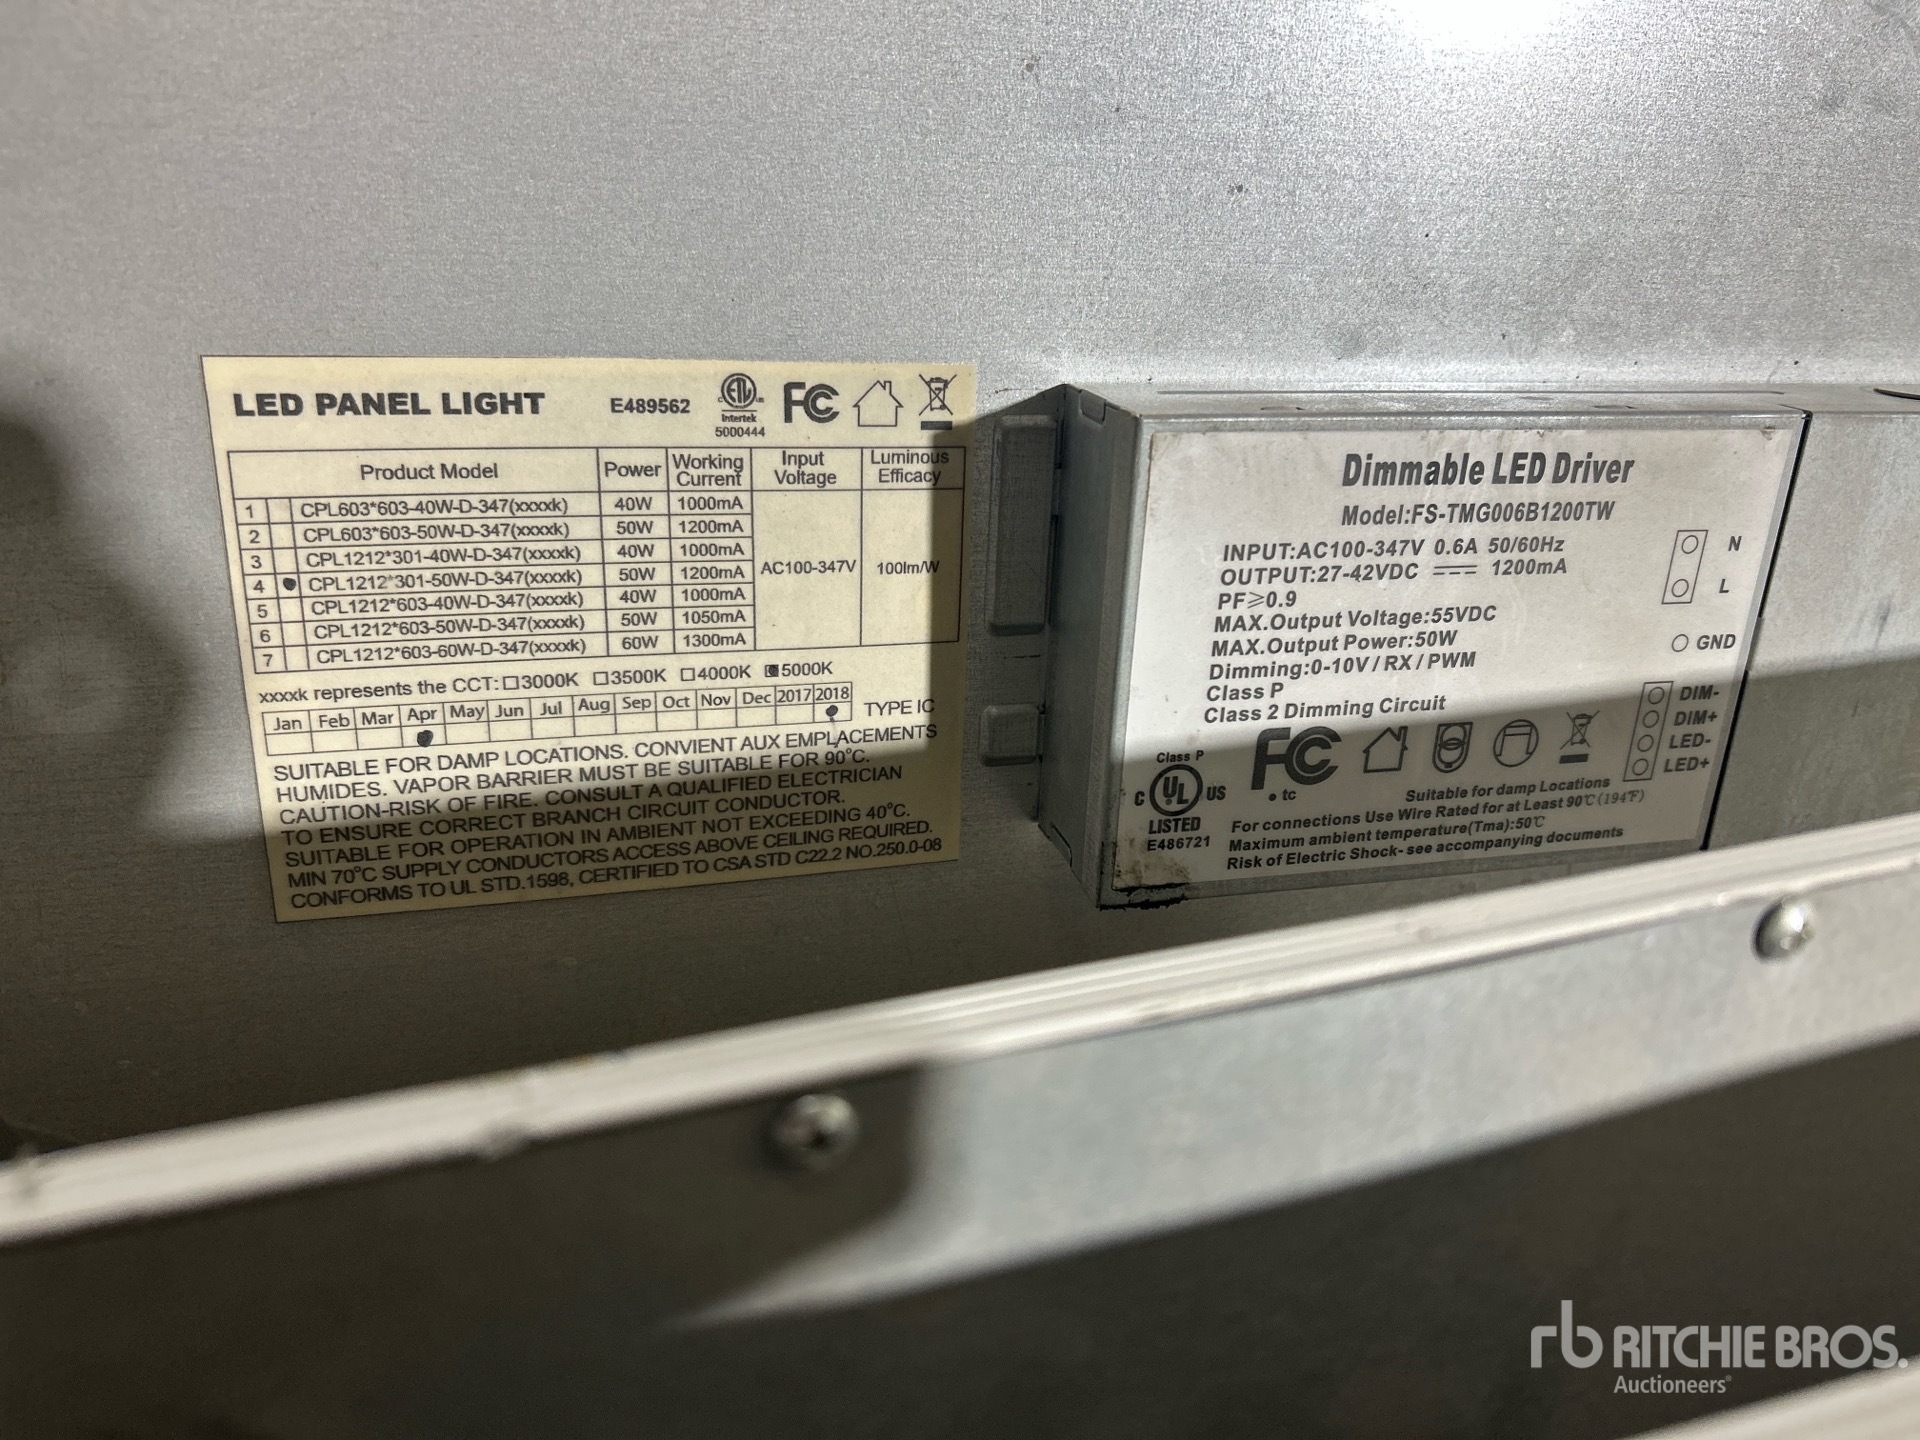 LED PANEL LIGHT E489562 Intertek 5000444 FC
Product Model Power Working Current Input Voltage Luminous Efficacy
1 CPL603*603-40W-D-347(xxxxk) 40W 1000mA
2 CPL603*603-50W-D-347(xxxxk) 50W 1200mA
3 CPL1212*301-40W-D-347(xxxxk) 40W 1000mA
4 CPL1212*301-50W-D-347(xxxxk) 50W 1200mA AC100-347V 100lm/W
5 CPL1212*603-40W-D-347(xxxxk) 40W 1000mA
6 CPL1212*603-50W-D-347(xxxxk) 50W 1050mA
7 CPL1212*603-60W-D-347(xxxxk) 60W 1300mA
xxxxk represents the CCT: 3000K 3500K 4000K 5000K
Jan Feb Mar Apr May Jun Jul Aug Sep Oct Nov Dec 2017 2018 TYPE IC
SUITABLE FOR DAMP LOCATIONS. CONVIENT AUX EMPLACEMENTS
HUMIDES. VAPOR BARRIER MUST BE SUITABLE FOR 90°C.
CAUTION-RISK OF FIRE. CONSULT A QUALIFIED ELECTRICIAN
TO ENSURE CORRECT BRANCH CIRCUIT CONDUCTOR.
SUITABLE FOR OPERATION IN AMBIENT NOT EXCEEDING 40°C.
MIN 70°C SUPPLY CONDUCTORS ACCESS ABOVE CEILING REQUIRED.
CONFORMS TO UL STD.1598, CERTIFIED TO CSA STD C22.2 NO.250.0-08
Dimmable LED Driver
Model:FS-TMG006B1200TW
INPUT:AC100-347V 0.6A 50/60Hz
OUTPUT:27-42VDC 1200mA
PF≥0.9
MAX.Output Voltage:55VDC
MAX.Output Power:50W
Dimming:0-10V/RX/PWM
Class P
Class 2 Dimming Circuit
N
L
GND
DIM-
DIM+
LED-
LED+
Class P
C UL US
LISTED
E486721
FC
tc
Suitable for damp Locations
For connections Use Wire Rated for at Least 90℃(194℉)
Maximum ambient temperature(Tma):50℃
Risk of Electric Shock- see accompanying documents
rb RITCHIE BROS.
Auctioneers®